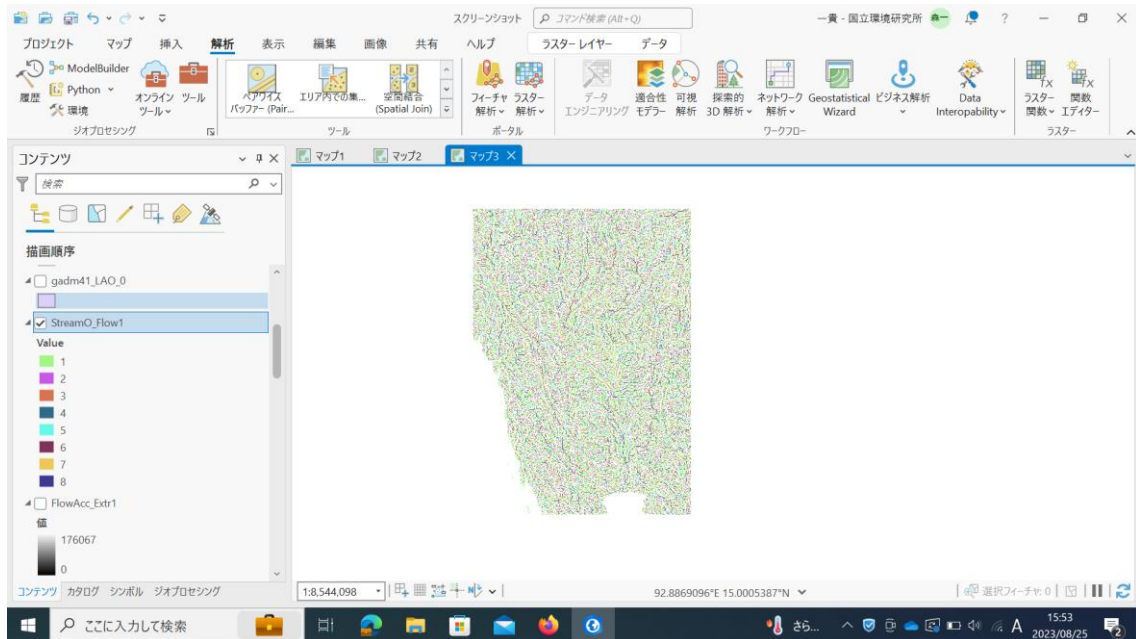 スクリーンショット
コマンド検索 (Alt+Q)
一貴 - 国立環境研究所
森一
?
プロジェクト マップ 挿入 解析 表示 編集 画像 共有 ヘルプ ラスター レイヤー データ
履歴
ModelBuilder
Python
環境
オンライン ツール
ツール
ジオプロセシング
ペアワイズ バッファー (Pair...
エリア内での集...
空間結合 (Spatial Join)
ツール
フィーチャ 解析
ラスター 解析
ポータル
データ エンジニアリング
適合性 モデラー
可視 解析
探索的 3D 解析
ネットワーク 解析
Geostatistical Wizard
ビジネス解析
Data Interoperability
ワークフロー
ラスター 関数
関数 エディター
ラスター
コンテンツ
マップ1 マップ2 マップ3
検索
描画順序
gadm41_LAO_0
StreamO_Flow1
Value
1
2
3
4
5
6
7
8
FlowAcc_Extr1
値
176067
0
コンテンツ カタログ シンボル ジオプロセシング
1:8,544,098
92.8869096°E 15.0005387°N
選択フィーチャ: 0
ここに入力して検索
さら...
A
15:53
2023/08/25
2